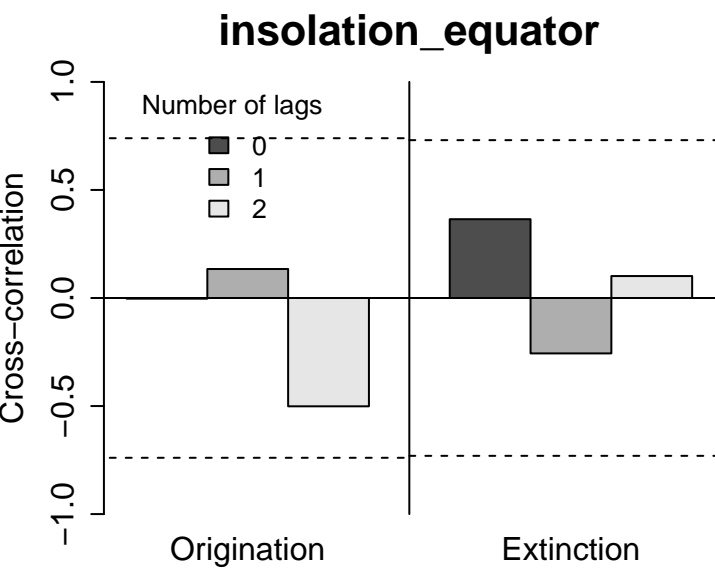 insolation_equator
Cross−correlation
1.0
0.5
0.0
−0.5
−1.0
Number of lags
0
1
2
Origination
Extinction